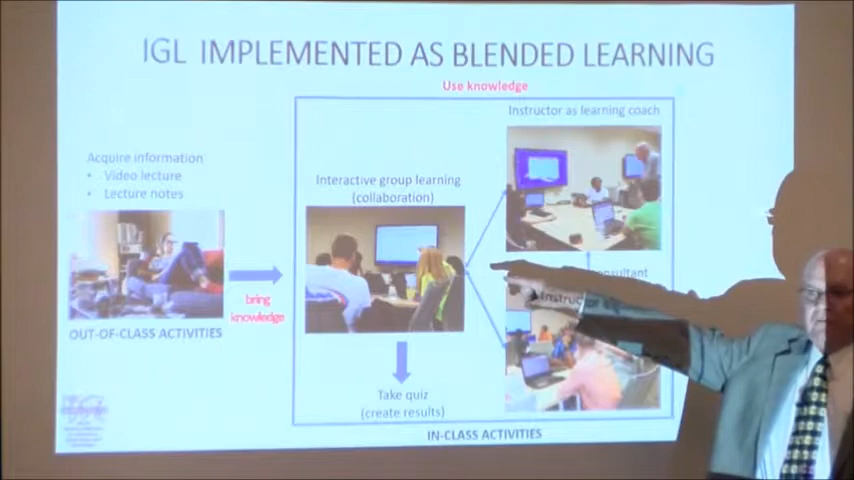 IGL IMPLEMENTED AS BLENDED LEARNING
Use knowledge
Instructor as learning coach
Acquire information
• Video lecture
• Lecture notes
Interactive group learning
(collaboration)
bring
knowledge
OUT-OF-CLASS ACTIVITIES
Take quiz
(create results)
IN-CLASS ACTIVITIES